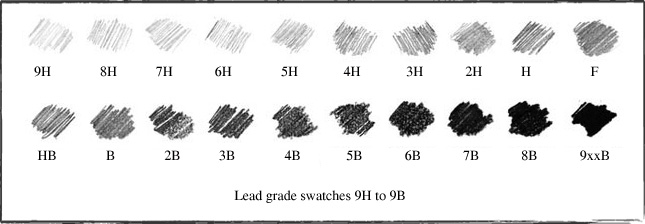 9H 8H 7H 6H 5H 4H 3H 2H H F
HB B 2B 3B 4B 5B 6B 7B 8B 9xxB
Lead grade swatches 9H to 9B